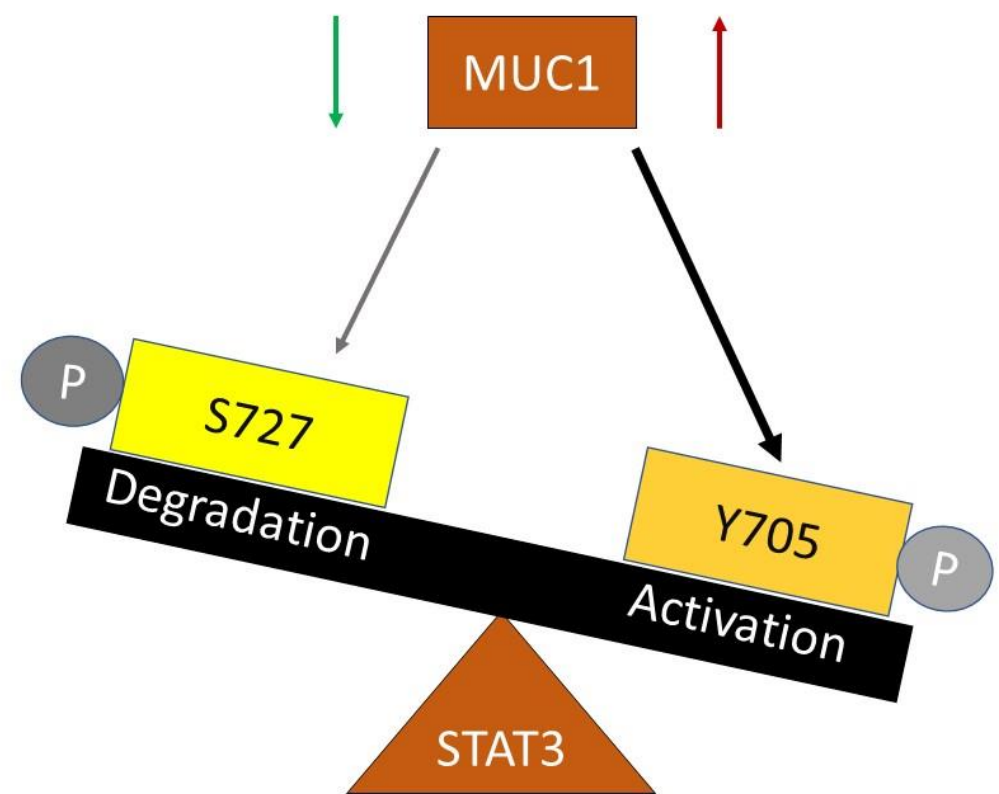 MUC1
P
S727
Degradation
Y705
P
Activation
STAT3